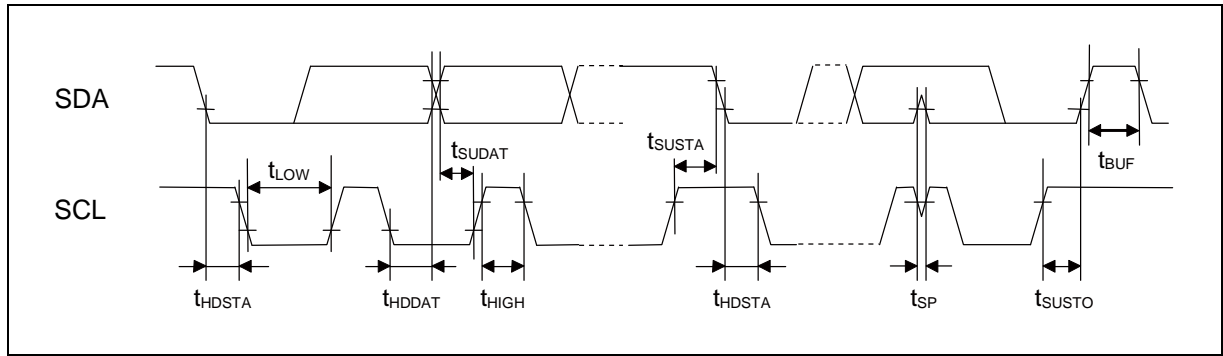 SDA
tSUDAT
tSUSTA
tBUF
tLOW
SCL
tHDSTA
tHDDAT
tHIGH
tHDSTA
tSP
tSUSTO